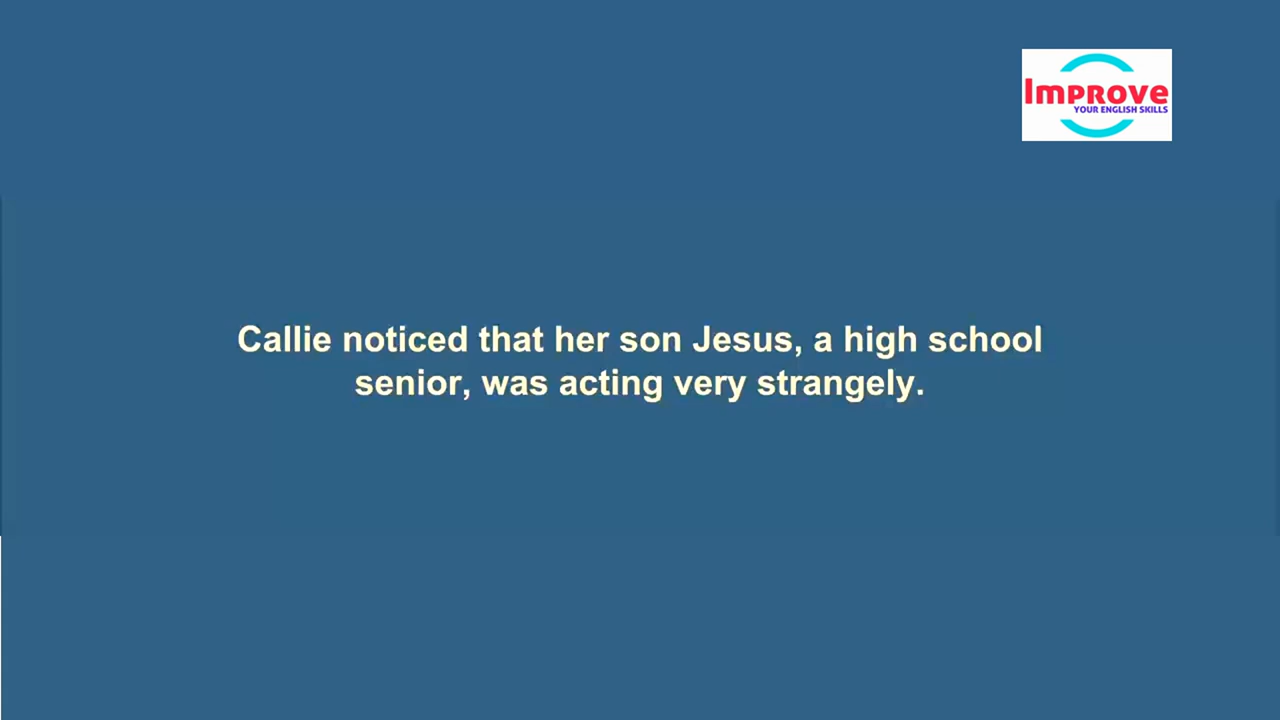 Improve
YOUR ENGLISH SKILLS
Callie noticed that her son Jesus, a high school
senior, was acting very strangely.